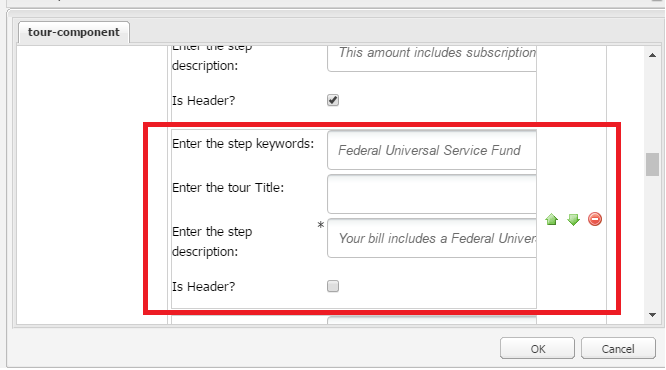 tour-component
Enter the step
description:
This amount includes subscription
Is Header?
Enter the step keywords:
Federal Universal Service Fund
Enter the tour Title:
*
Enter the step
description:
Your bill includes a Federal Univer
Is Header?
OK
Cancel